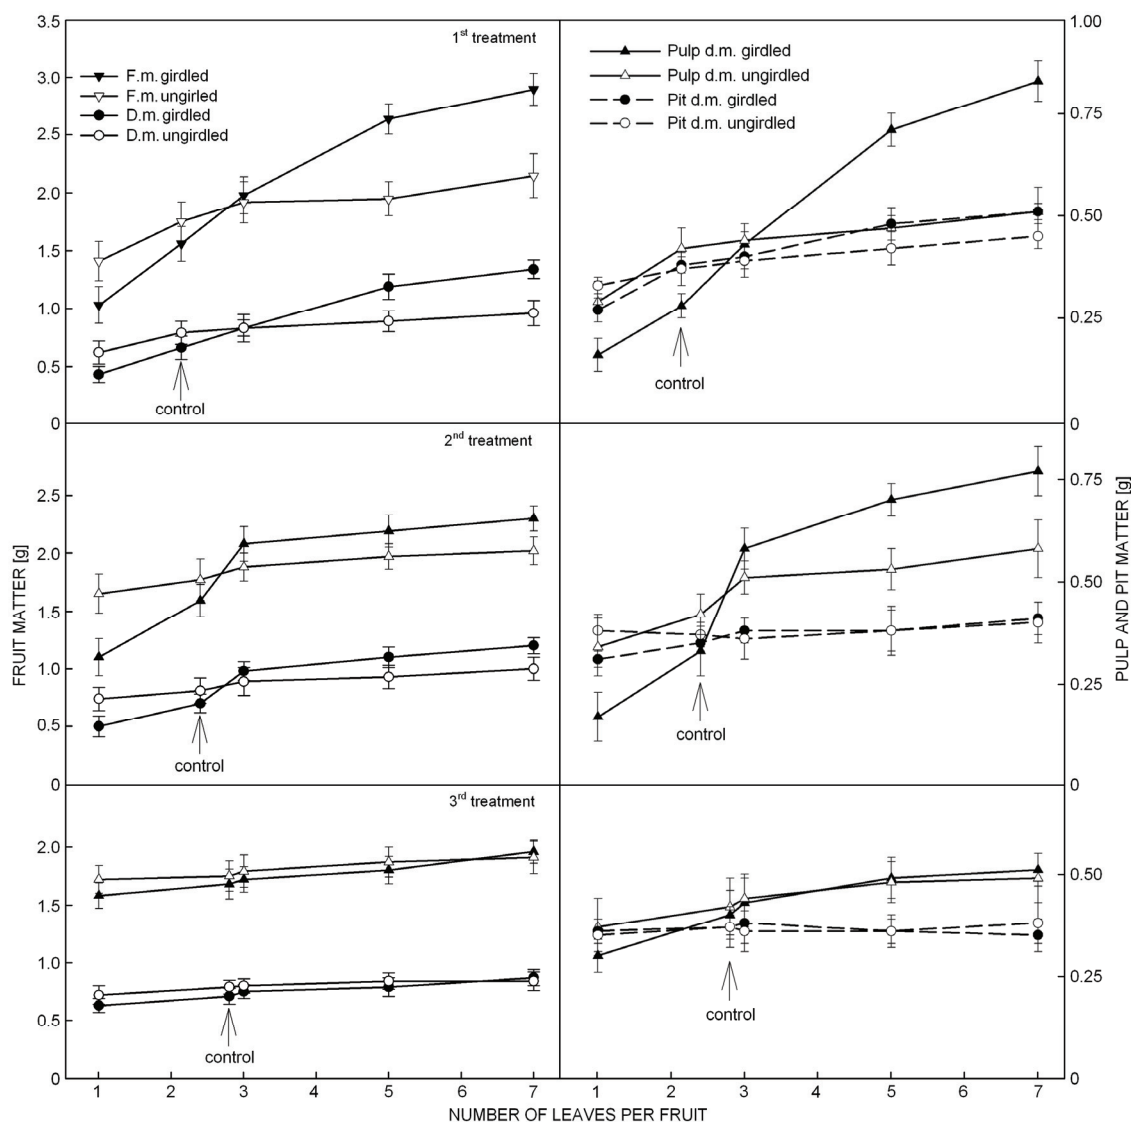 3.5
3.0
2.5
2.0
1.5
1.0
0.5
0
1st treatment
F.m. girdled
F.m. ungirled
D.m. girdled
D.m. ungirdled
control
Pulp d.m. girdled
Pulp d.m. ungirdled
Pit d.m. girdled
Pit d.m. ungirdled
control
1.00
0.75
0.50
0.25
0
2nd treatment
2.5
2.0
1.5
1.0
0.5
0
control
control
0.75
0.50
0.25
0
FRUIT MATTER [g]
PULP AND PIT MATTER [g]
3rd treatment
2.0
1.5
1.0
0.5
0
control
control
0.50
0.25
0
1 2 3 4 5 6 7
1 2 3 4 5 6 7
NUMBER OF LEAVES PER FRUIT